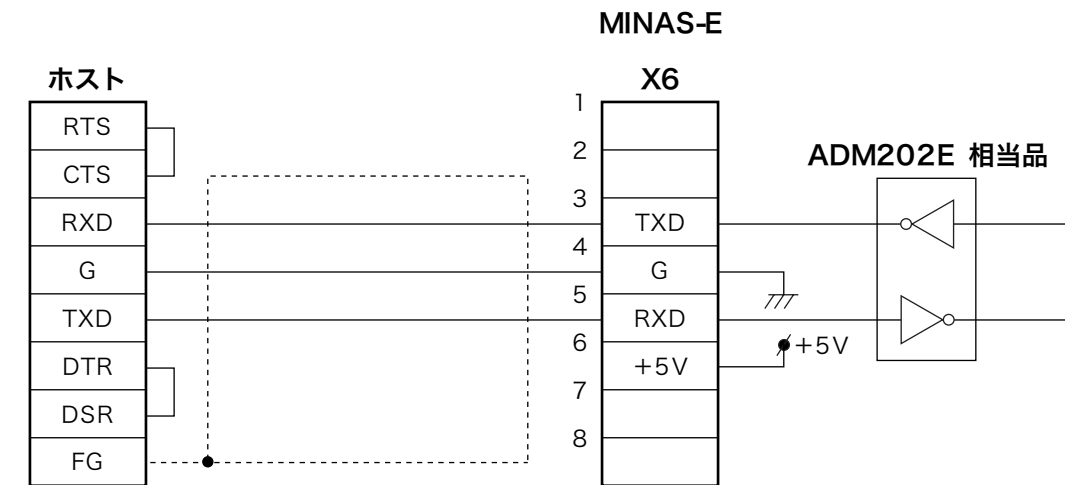 MINAS-E
ホスト
X6
ADM202E 相当品
RTS
CTS
RXD
G
TXD
DTR
DSR
FG
1
2
3
4
5
6
7
8
TXD
G
RXD
+5V
+5V